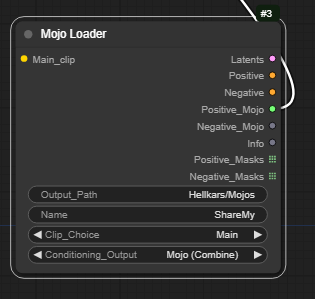 #3
Mojo Loader
Main_clip Latents
Positive
Negative
Positive_Mojo
Negative_Mojo
Info
Positive_Masks
Negative_Masks
Output_Path Hellkars/Mojos
Name ShareMy
Clip_Choice Main
Conditioning_Output Mojo (Combine)